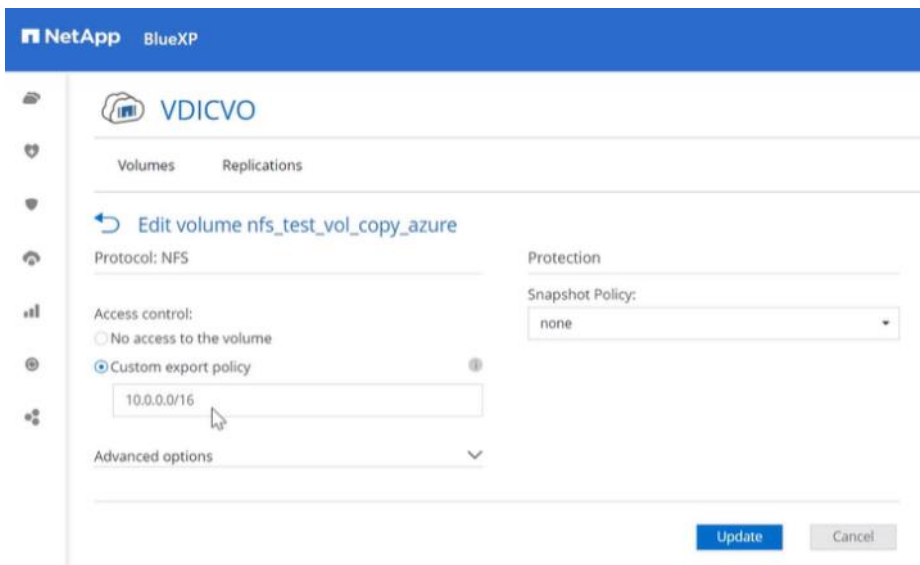 NetApp BlueXP
VDICVO
Volumes Replications
Edit volume nfs_test_vol_copy_azure
Protocol: NFS
Access control:
No access to the volume
Custom export policy
10.0.0.0/16
Advanced options
Protection
Snapshot Policy:
none
Update Cancel